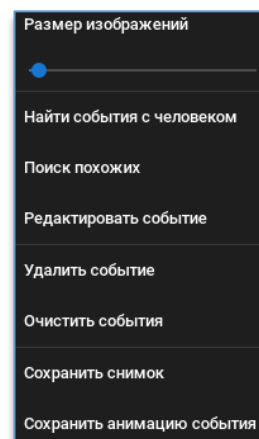 Размер изображений
Найти события с человеком
Поиск похожих
Редактировать событие
Удалить событие
Очистить события
Сохранить снимок
Сохранить анимацию события